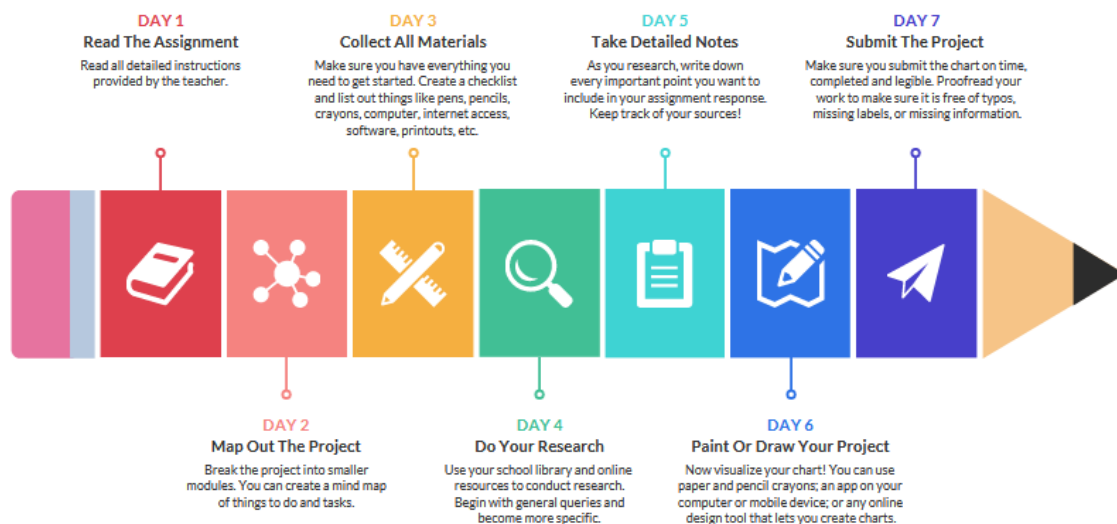 DAY 1
Read The Assignment
Read all detailed instructions
provided by the teacher.
DAY 2
Map Out The Project
Break the project into smaller
modules. You can create a mind map
of things to do and tasks.
DAY 3
Collect All Materials
Make sure you have everything you
need to get started. Create a checklist
and list out things like pens, pencils,
crayons, computer, internet access,
software, printouts, etc.
DAY 4
Do Your Research
Use your school library and online
resources to conduct research.
Begin with general queries and
become more specific.
DAY 5
Take Detailed Notes
As you research, write down
every important point you want to
include in your assignment response.
Keep track of your sources!
DAY 6
Paint Or Draw Your Project
Now visualize your chart! You can use
paper and pencil crayons; an app on your
computer or mobile device; or any online
design tool that lets you create charts.
DAY 7
Submit The Project
Make sure you submit the chart on time,
completed and legible. Proofread your
work to make sure it is free of typos,
missing labels, or missing information.